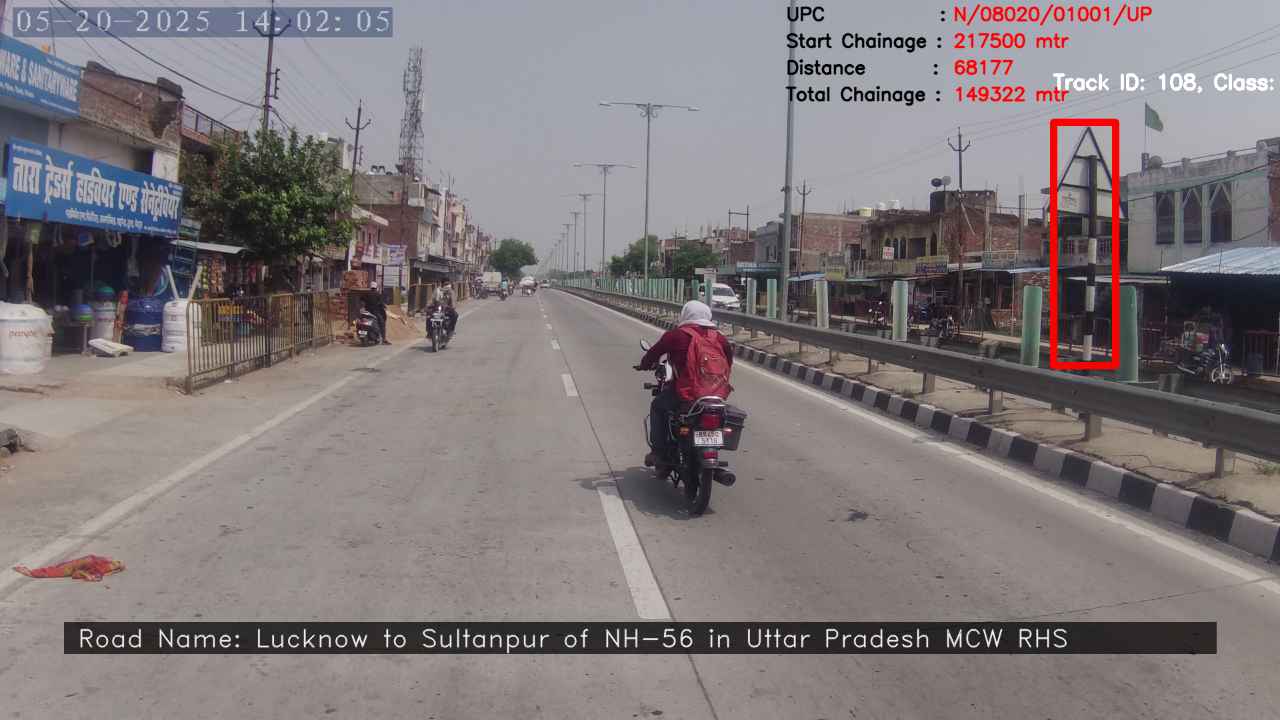 05-20-2025 14:02:05
UPC : N/08020/01001/UP
Start Chainage : 217500 mtr
Distance : 68177
Total Chainage : 149322 mtr
Track ID: 108, Class:
WARE & SANITARYWARE
तारा ट्रेडर्स हार्डवेयर एण्ड सेनेट्रीवेयर
Road Name: Lucknow to Sultanpur of NH-56 in Uttar Pradesh MCW RHS